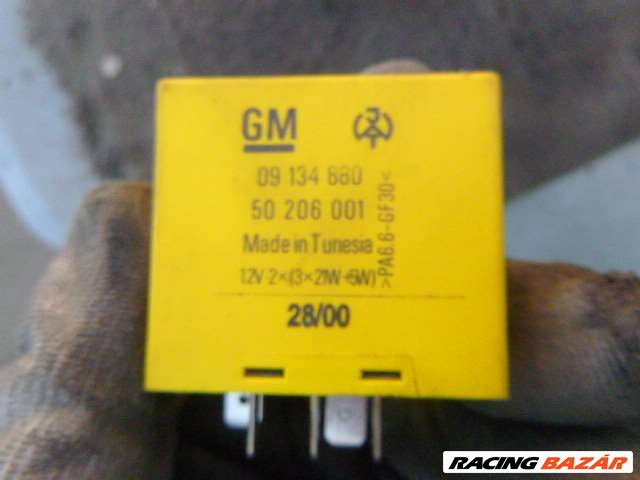 GM
09 134 880
50 206 001
Made in Tunesia
12V 2×(3×21W+5W)
>PA6.6-GF30<
28/00
RACING BAZÁR